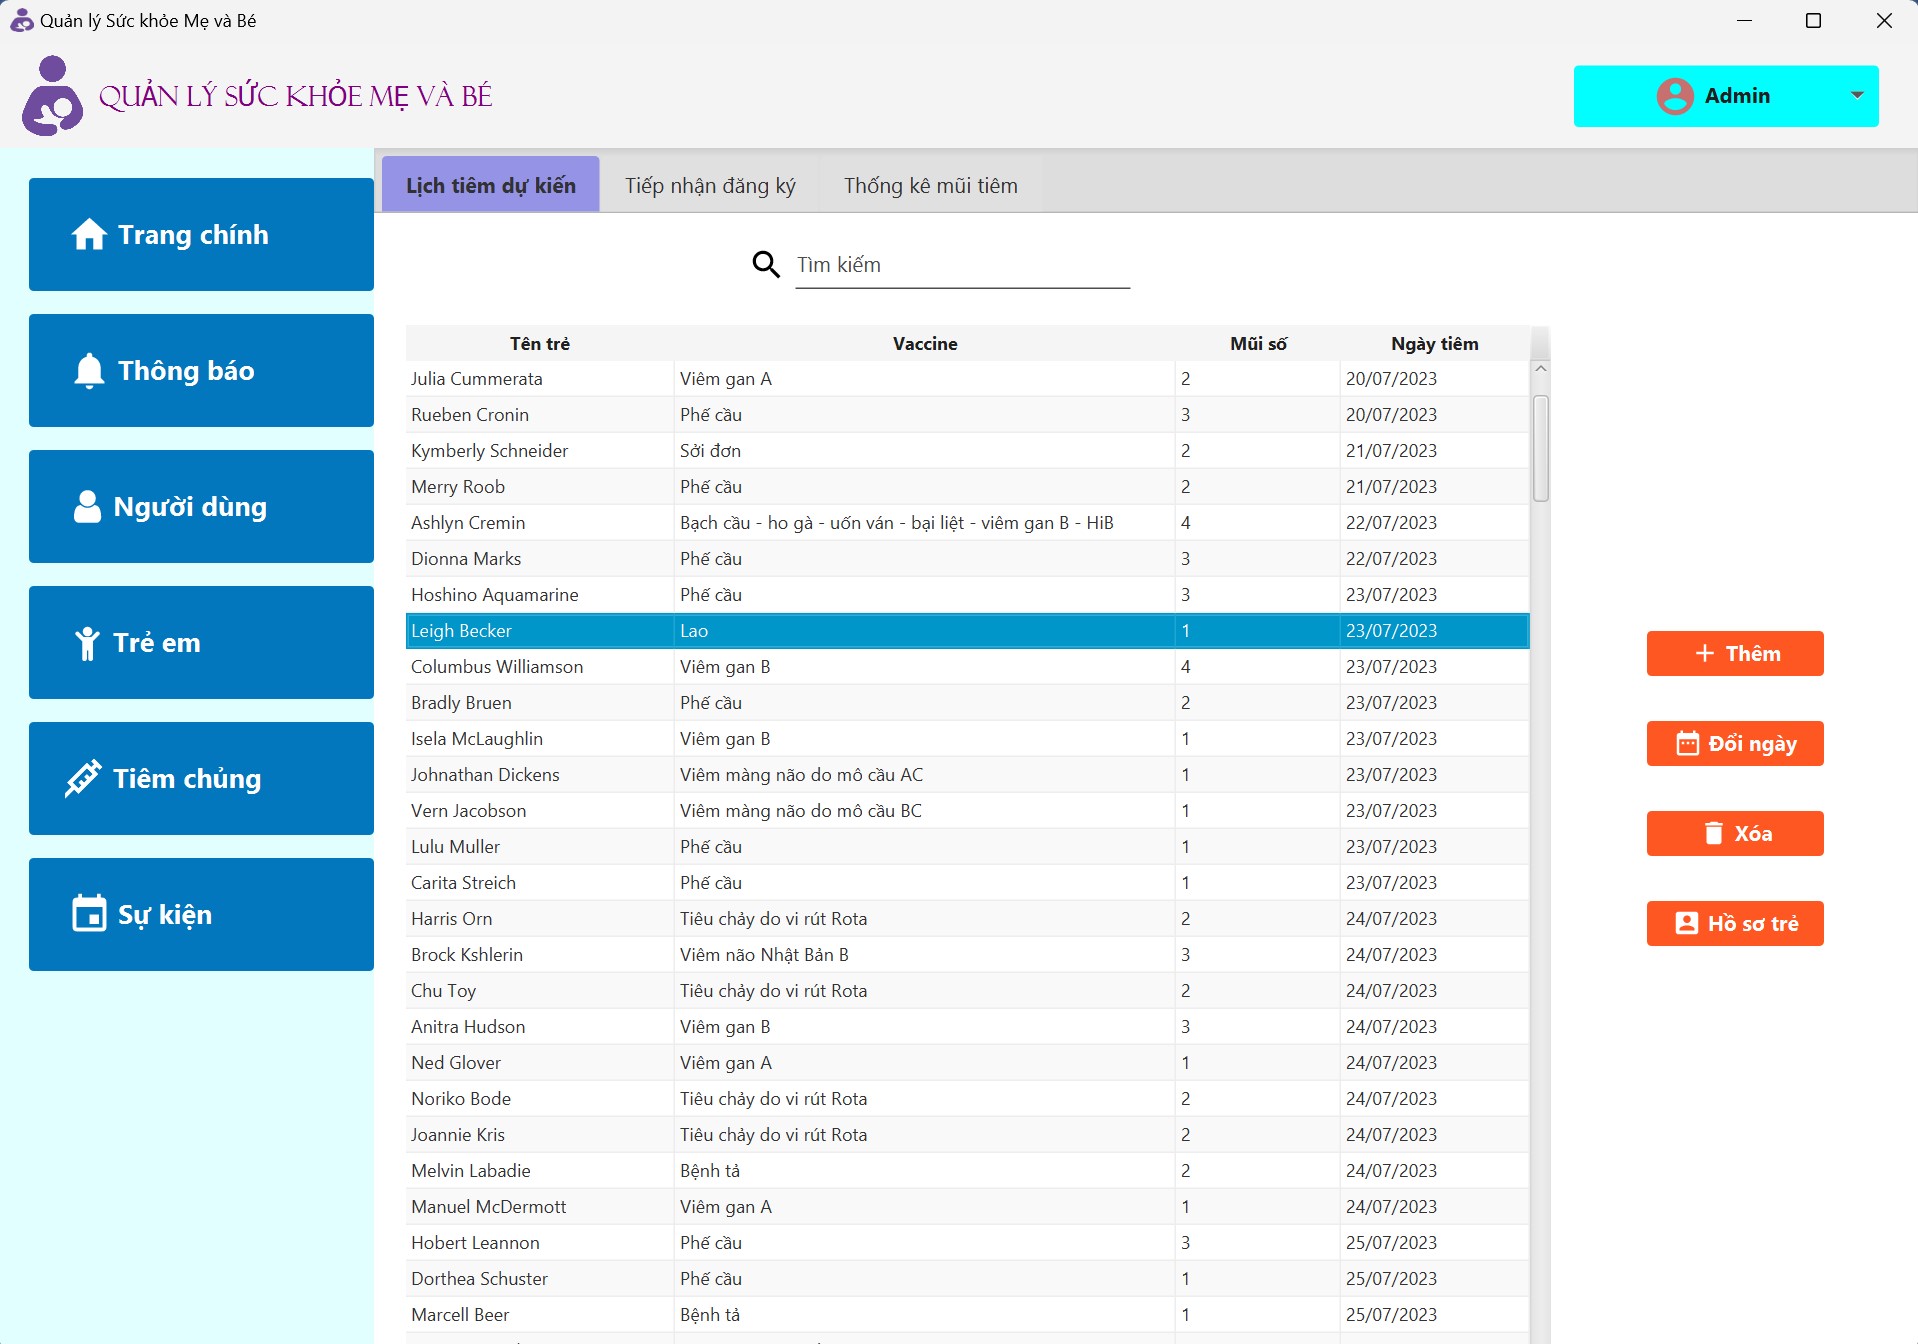 Quản lý Sức khỏe Mẹ và Bé
QUẢN LÝ SỨC KHỎE MẸ VÀ BÉ
Admin
Trang chính
Thông báo
Người dùng
Trẻ em
Tiêm chủng
Sự kiện
Lịch tiêm dự kiến Tiếp nhận đăng ký Thống kê mũi tiêm
Tìm kiếm
Tên trẻ Vaccine Mũi số Ngày tiêm
Julia Cummerata Viêm gan A 2 20/07/2023
Rueben Cronin Phế cầu 3 20/07/2023
Kymberly Schneider Sởi đơn 2 21/07/2023
Merry Roob Phế cầu 2 21/07/2023
Ashlyn Cremin Bạch cầu - ho gà - uốn ván - bại liệt - viêm gan B - HiB 4 22/07/2023
Dionna Marks Phế cầu 3 22/07/2023
Hoshino Aquamarine Phế cầu 3 23/07/2023
Leigh Becker Lao 1 23/07/2023
Columbus Williamson Viêm gan B 4 23/07/2023
Bradly Bruen Phế cầu 2 23/07/2023
Isela McLaughlin Viêm gan B 1 23/07/2023
Johnathan Dickens Viêm màng não do mô cầu AC 1 23/07/2023
Vern Jacobson Viêm màng não do mô cầu BC 1 23/07/2023
Lulu Muller Phế cầu 1 23/07/2023
Carita Streich Phế cầu 1 23/07/2023
Harris Orn Tiêu chảy do vi rút Rota 2 24/07/2023
Brock Kshlerin Viêm não Nhật Bản B 3 24/07/2023
Chu Toy Tiêu chảy do vi rút Rota 2 24/07/2023
Anitra Hudson Viêm gan B 3 24/07/2023
Ned Glover Viêm gan A 1 24/07/2023
Noriko Bode Tiêu chảy do vi rút Rota 2 24/07/2023
Joannie Kris Tiêu chảy do vi rút Rota 2 24/07/2023
Melvin Labadie Bệnh tả 2 24/07/2023
Manuel McDermott Viêm gan A 1 24/07/2023
Hobert Leannon Phế cầu 3 25/07/2023
Dorthea Schuster Phế cầu 1 25/07/2023
Marcell Beer Bệnh tả 1 25/07/2023
Thêm
Đổi ngày
Xóa
Hồ sơ trẻ